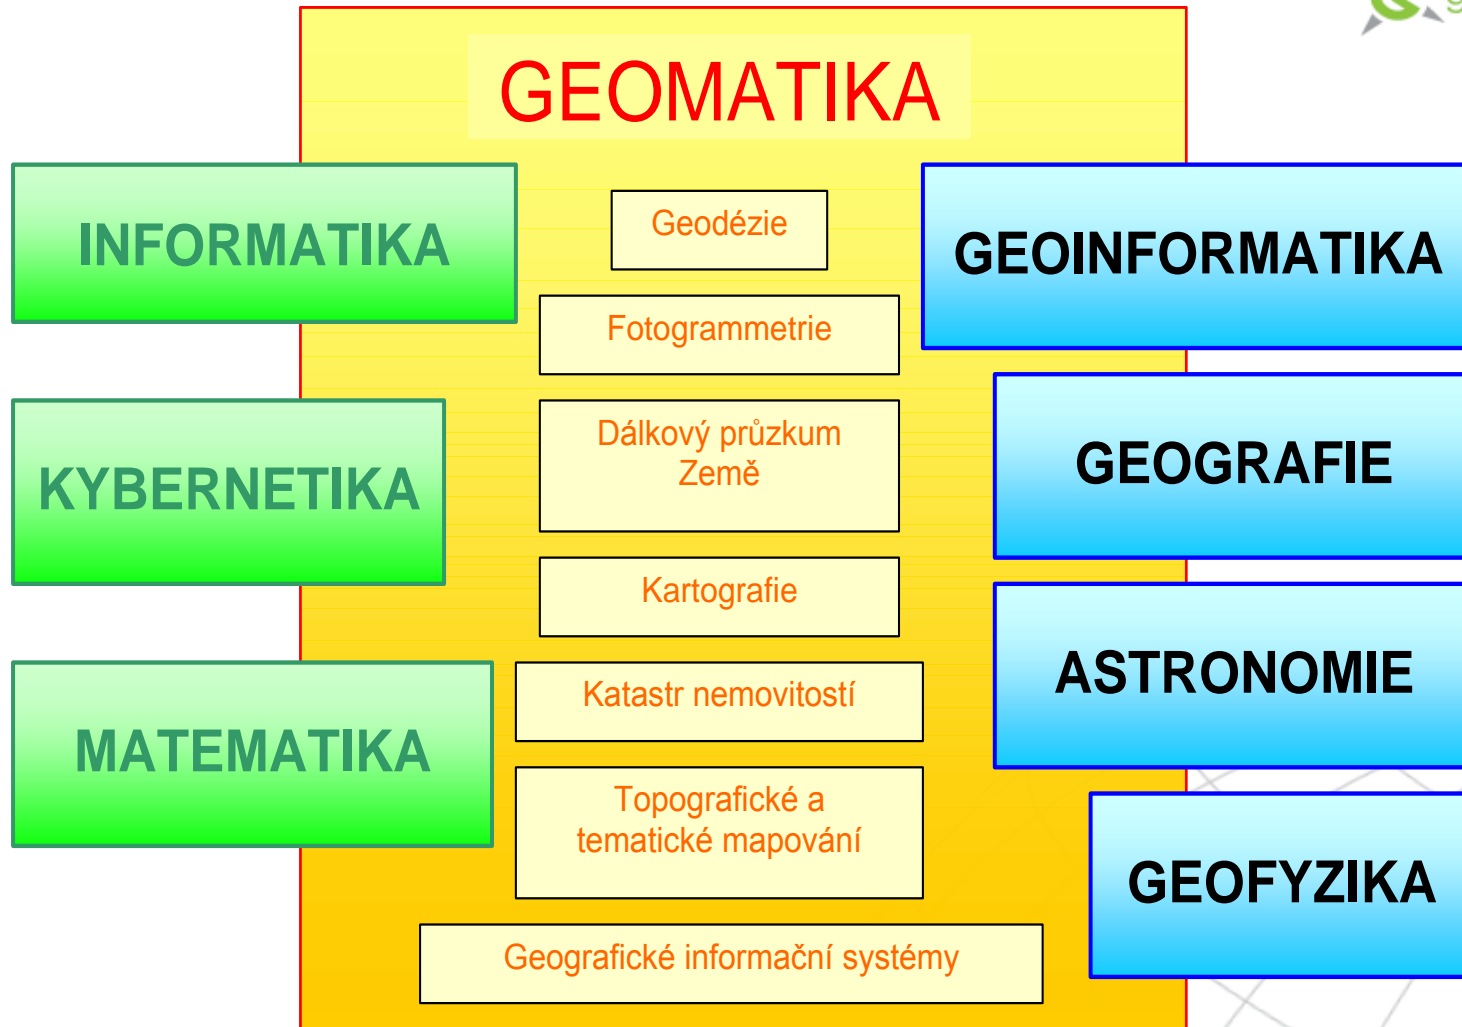 GEOMATIKA
INFORMATIKA
KYBERNETIKA
MATEMATIKA
Geodézie
Fotogrammetrie
Dálkový průzkum
Země
Kartografie
Katastr nemovitostí
Topografické a
tematické mapování
Geografické informační systémy
GEOINFORMATIKA
GEOGRAFIE
ASTRONOMIE
GEOFYZIKA